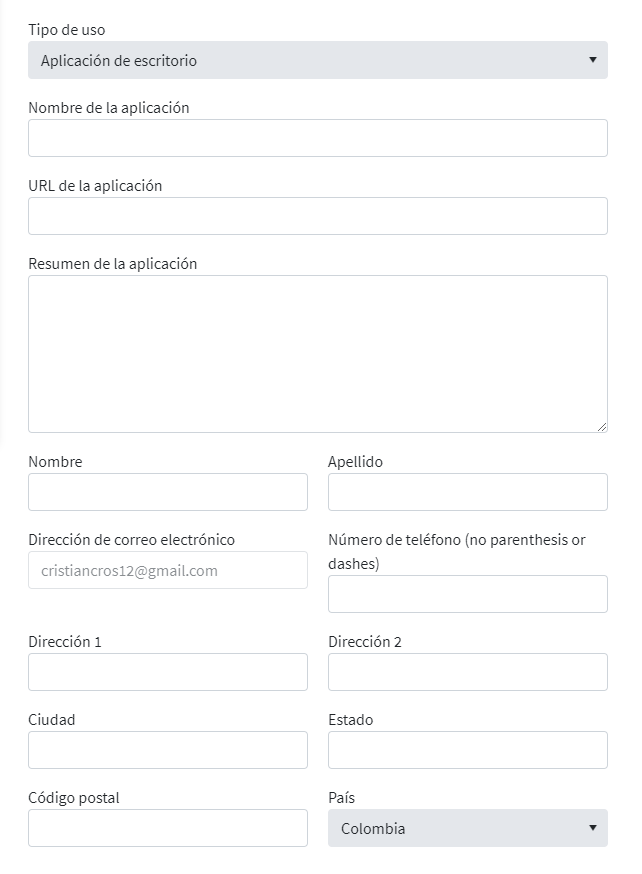 Tipo de uso
Aplicación de escritorio
Nombre de la aplicación
URL de la aplicación
Resumen de la aplicación
Nombre
Apellido
Dirección de correo electrónico
cristiancros12@gmail.com
Número de teléfono (no parenthesis or
dashes)
Dirección 1
Dirección 2
Ciudad
Estado
Código postal
País
Colombia